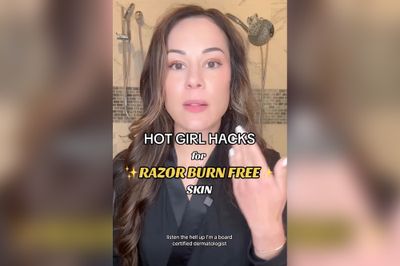 HOT GIRL HACKS
for
✨RAZOR BURN FREE✨
SKIN
listen the hell up I'm a board
certified dermatologist